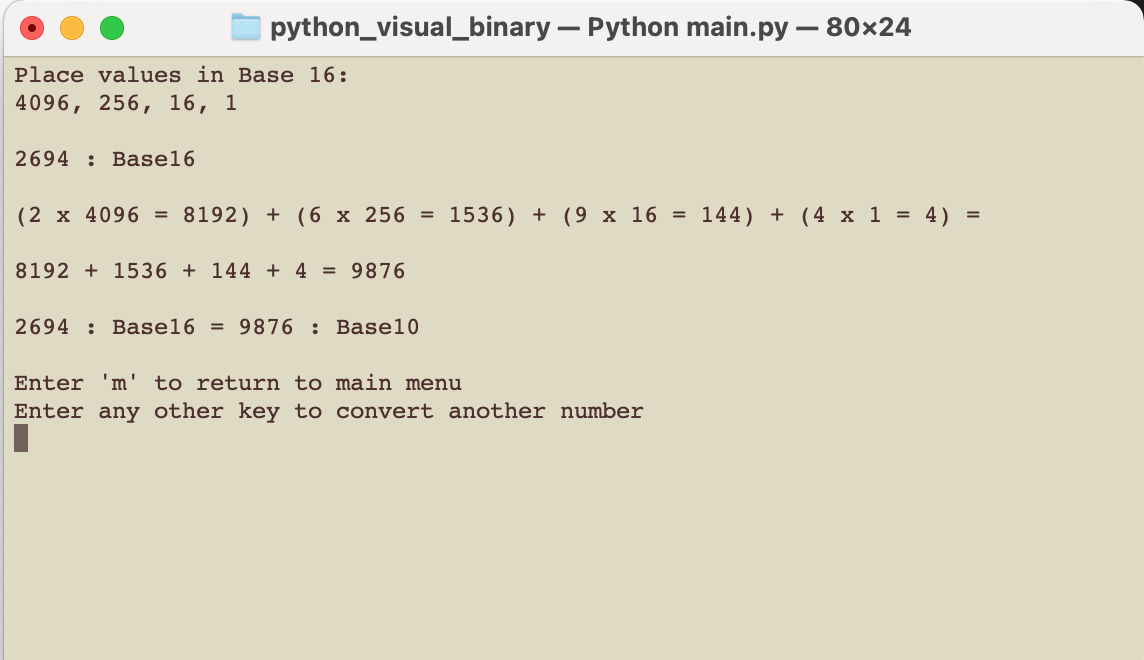 python_visual_binary — Python main.py — 80×24
Place values in Base 16:
4096, 256, 16, 1
2694 : Base16
(2 x 4096 = 8192) + (6 x 256 = 1536) + (9 x 16 = 144) + (4 x 1 = 4) =
8192 + 1536 + 144 + 4 = 9876
2694 : Base16 = 9876 : Base10
Enter 'm' to return to main menu
Enter any other key to convert another number